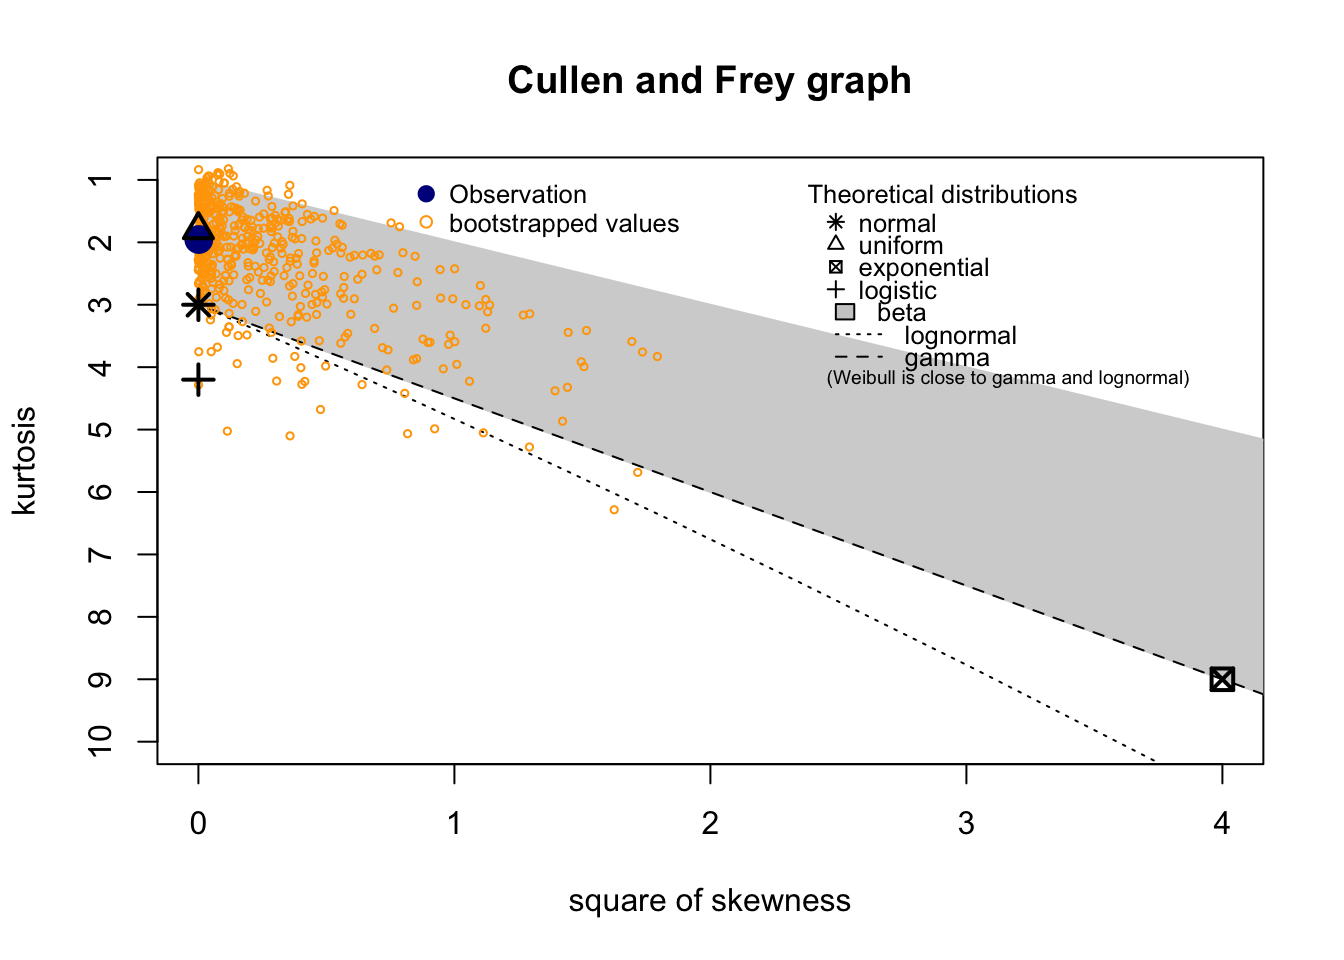 Cullen and Frey graph
Observation
bootstrapped values
Theoretical distributions
normal
uniform
exponential
logistic
beta
lognormal
gamma
(Weibull is close to gamma and lognormal)
kurtosis
1
2
3
4
5
6
7
8
9
10
0 1 2 3 4
square of skewness